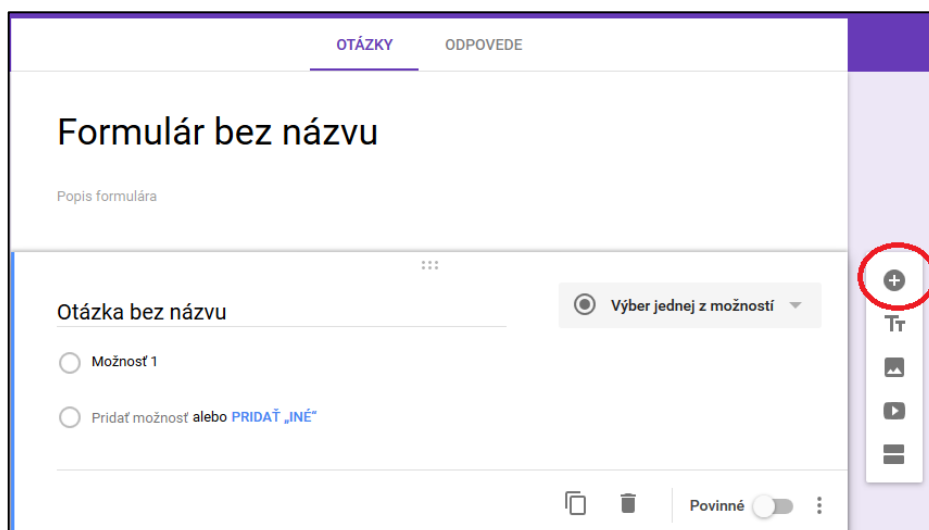 OTÁZKY ODPOVEDE
Formulár bez názvu
Popis formulára
Otázka bez názvu
Výber jednej z možností
Možnosť 1
Pridať možnosť alebo PRIDAŤ „INÉ“
Povinné